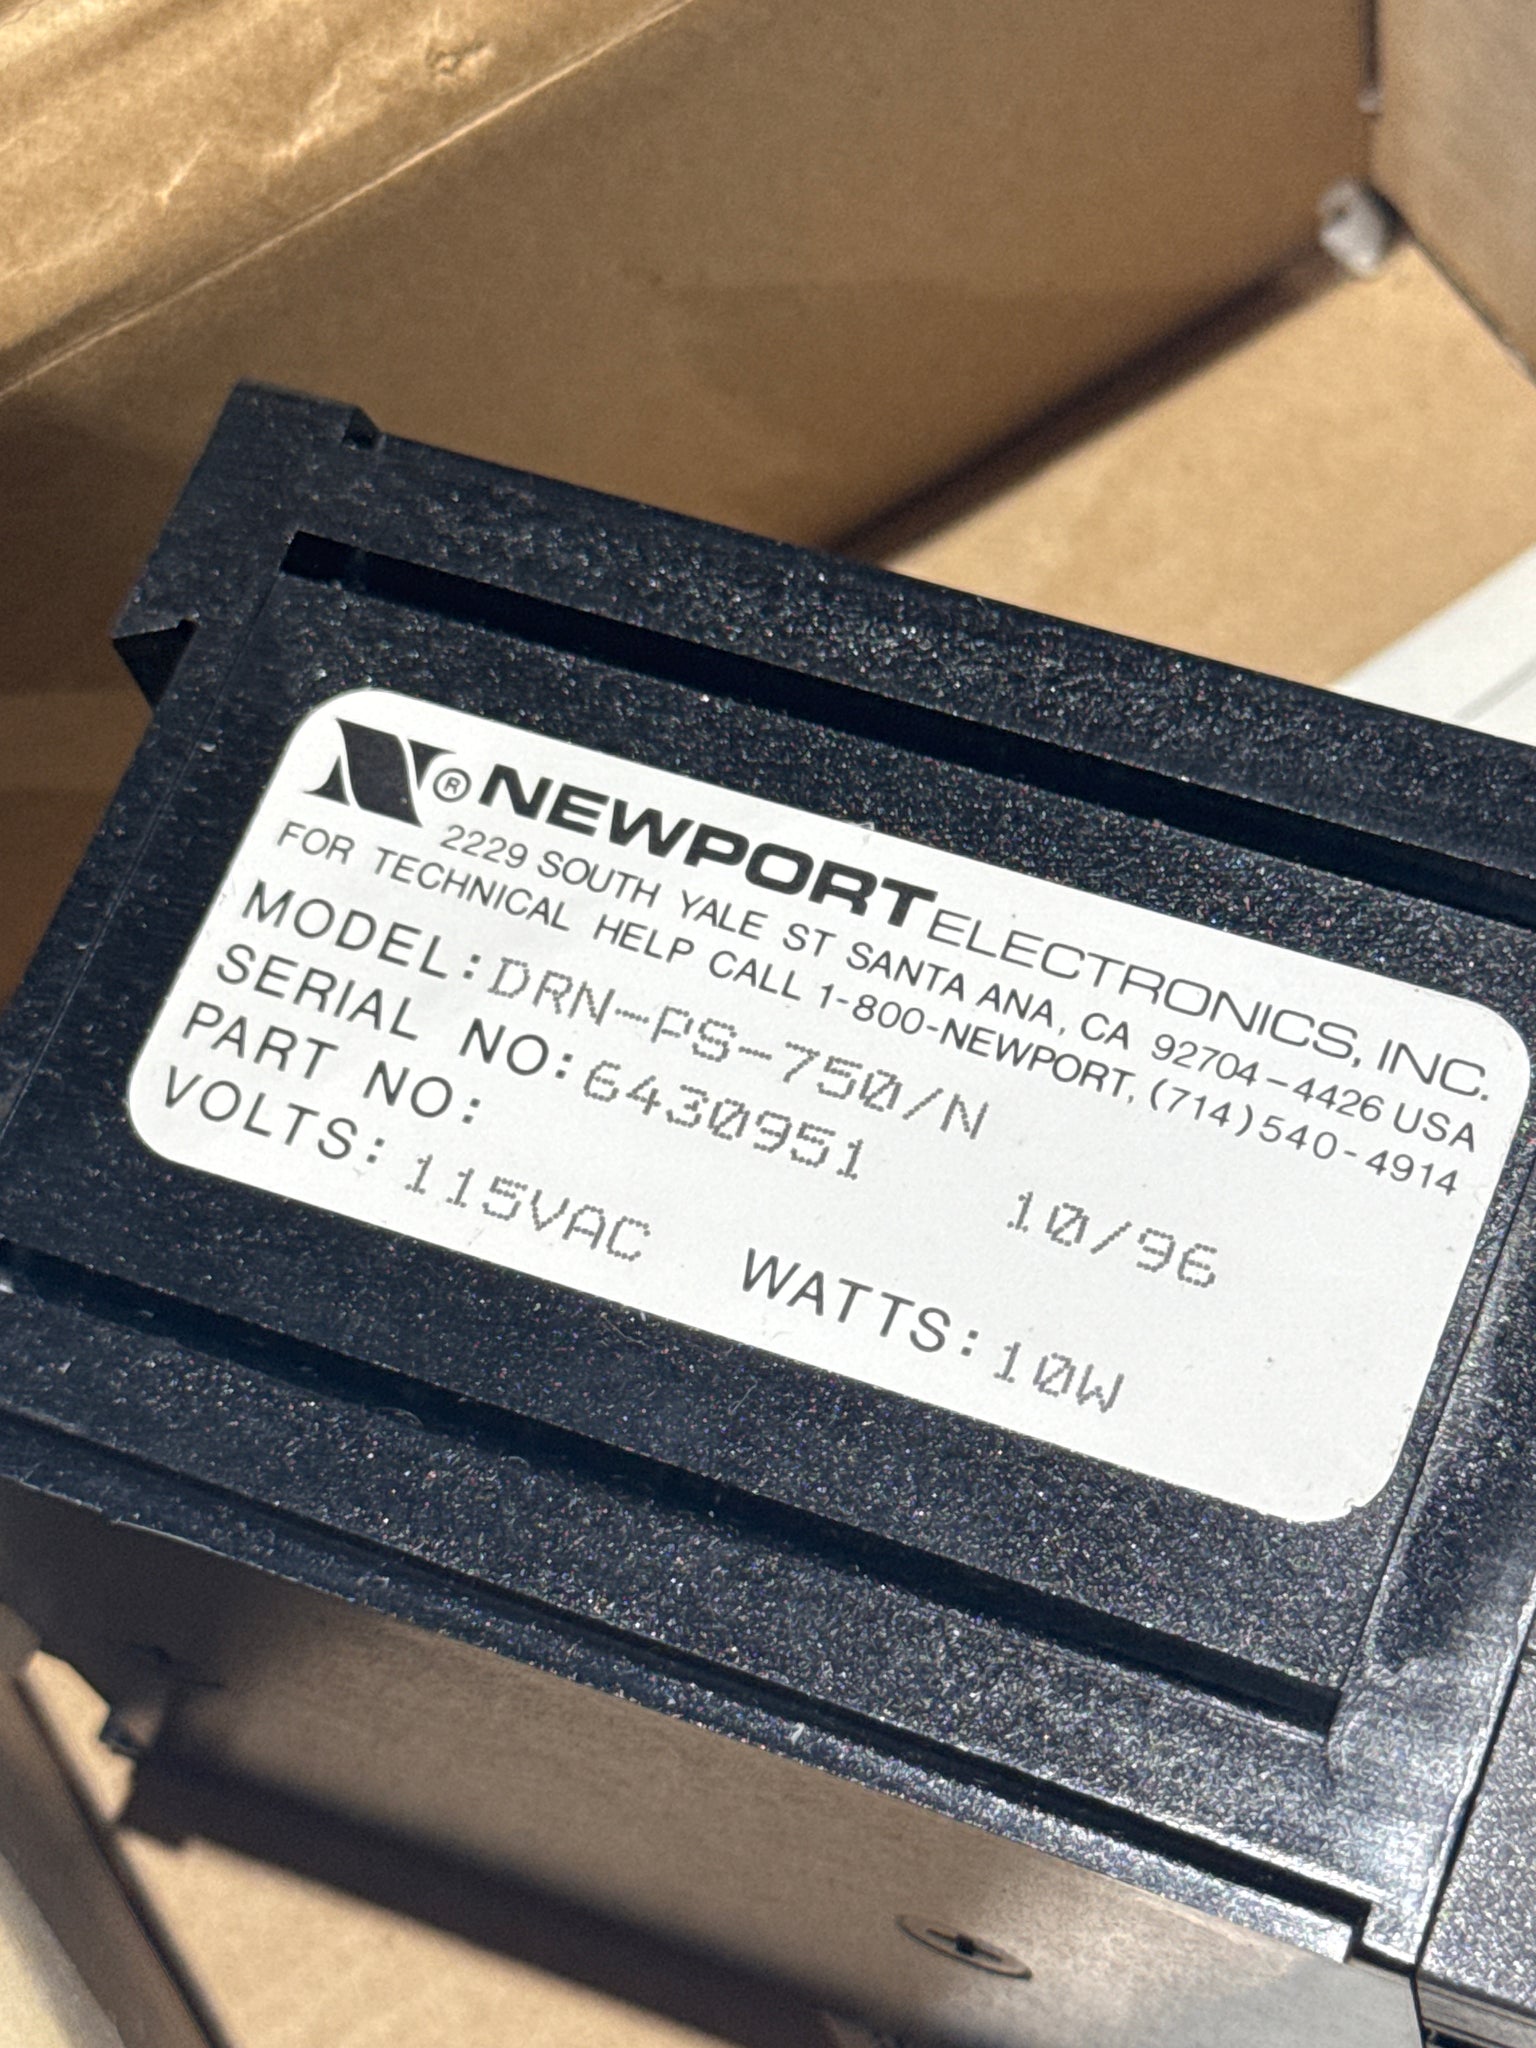 N® NEWPORT ELECTRONICS, INC.
2229 SOUTH YALE ST SANTA ANA, CA 92704-4426 USA
FOR TECHNICAL HELP CALL 1-800-NEWPORT, (714)540-4914
MODEL: DRN-PS-750/N
SERIAL NO: 6430951 10/96
PART NO:
VOLTS: 115VAC WATTS: 10W